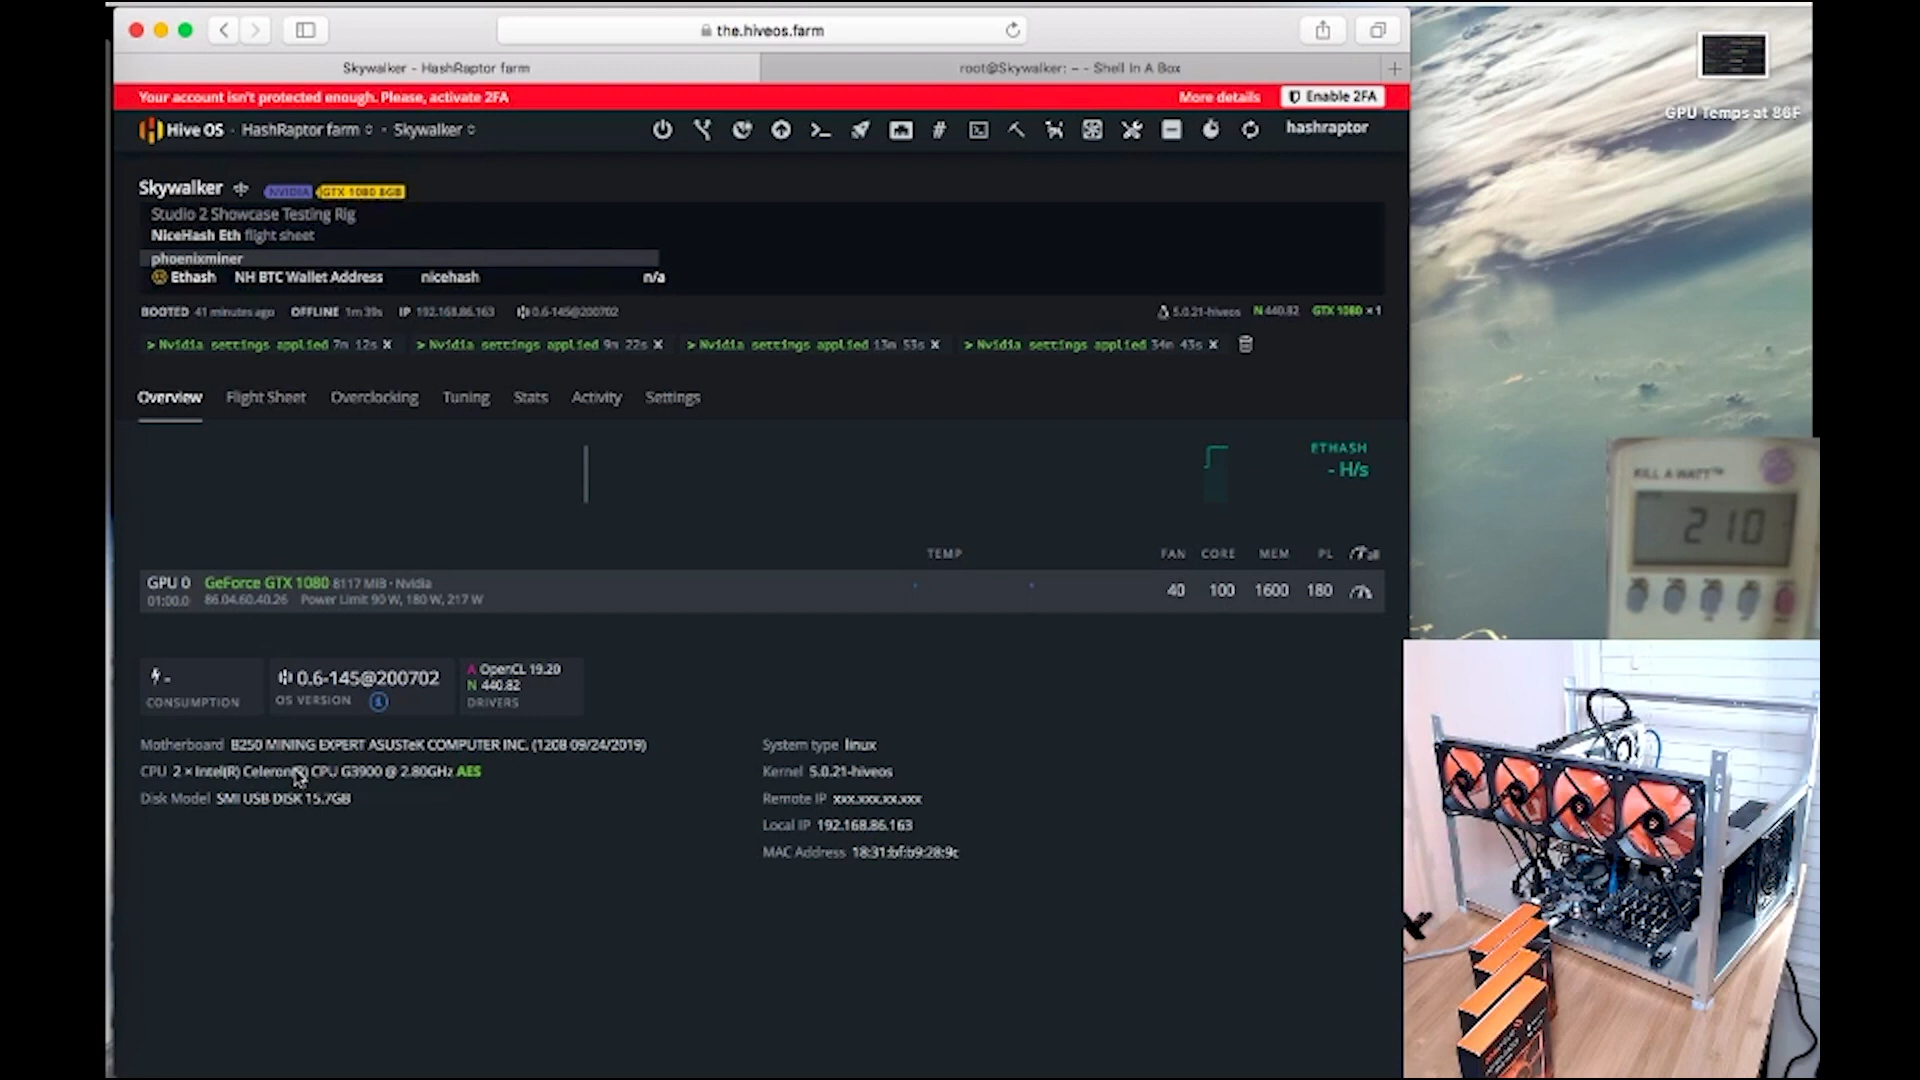 the.hiveos.farm
Skywalker - HashRaptor farm
root@Skywalker: ~ - Shell In A Box
Your account isn't protected enough. Please, activate 2FA
More details
Enable 2FA
Hive OS · HashRaptor farm · Skywalker
hashraptor
GPU Temps at 86F
Skywalker
NVIDIA
GTX 1080 8GB
Studio 2 Showcase Testing Rig
NiceHash Eth flight sheet
phoenixminer
Ethash NH BTC Wallet Address nicehash n/a
BOOTED 41 minutes ago OFFLINE 1m 39s IP 192.168.86.163 0.6-145@200702
5.0.21-hiveos N 440.82 GTX 1080 × 1
> Nvidia settings applied 7m 12s ×
> Nvidia settings applied 9m 22s ×
> Nvidia settings applied 13m 53s ×
> Nvidia settings applied 34m 43s ×
Overview Flight Sheet Overclocking Tuning Stats Activity Settings
ETHASH
- H/s
KILL A WATT™
210
TEMP FAN CORE MEM PL all
GPU 0 GeForce GTX 1080 8117 MiB · Nvidia
01:00.0 86.04.60.40.26 Power Limit 90 W, 180 W, 217 W
40 100 1600 180
-
CONSUMPTION
0.6-145@200702
OS VERSION
A OpenCL 19.20
N 440.82
DRIVERS
Motherboard B250 MINING EXPERT ASUSTeK COMPUTER INC. (1208 09/24/2019)
CPU 2 × Intel(R) Celeron(R) CPU G3900 @ 2.80GHz AES
Disk Model SMI USB DISK 15.7GB
System type linux
Kernel 5.0.21-hiveos
Remote IP xxx.xxx.xx.xxx
Local IP 192.168.86.163
MAC Address 18:31:bf:b9:28:9c